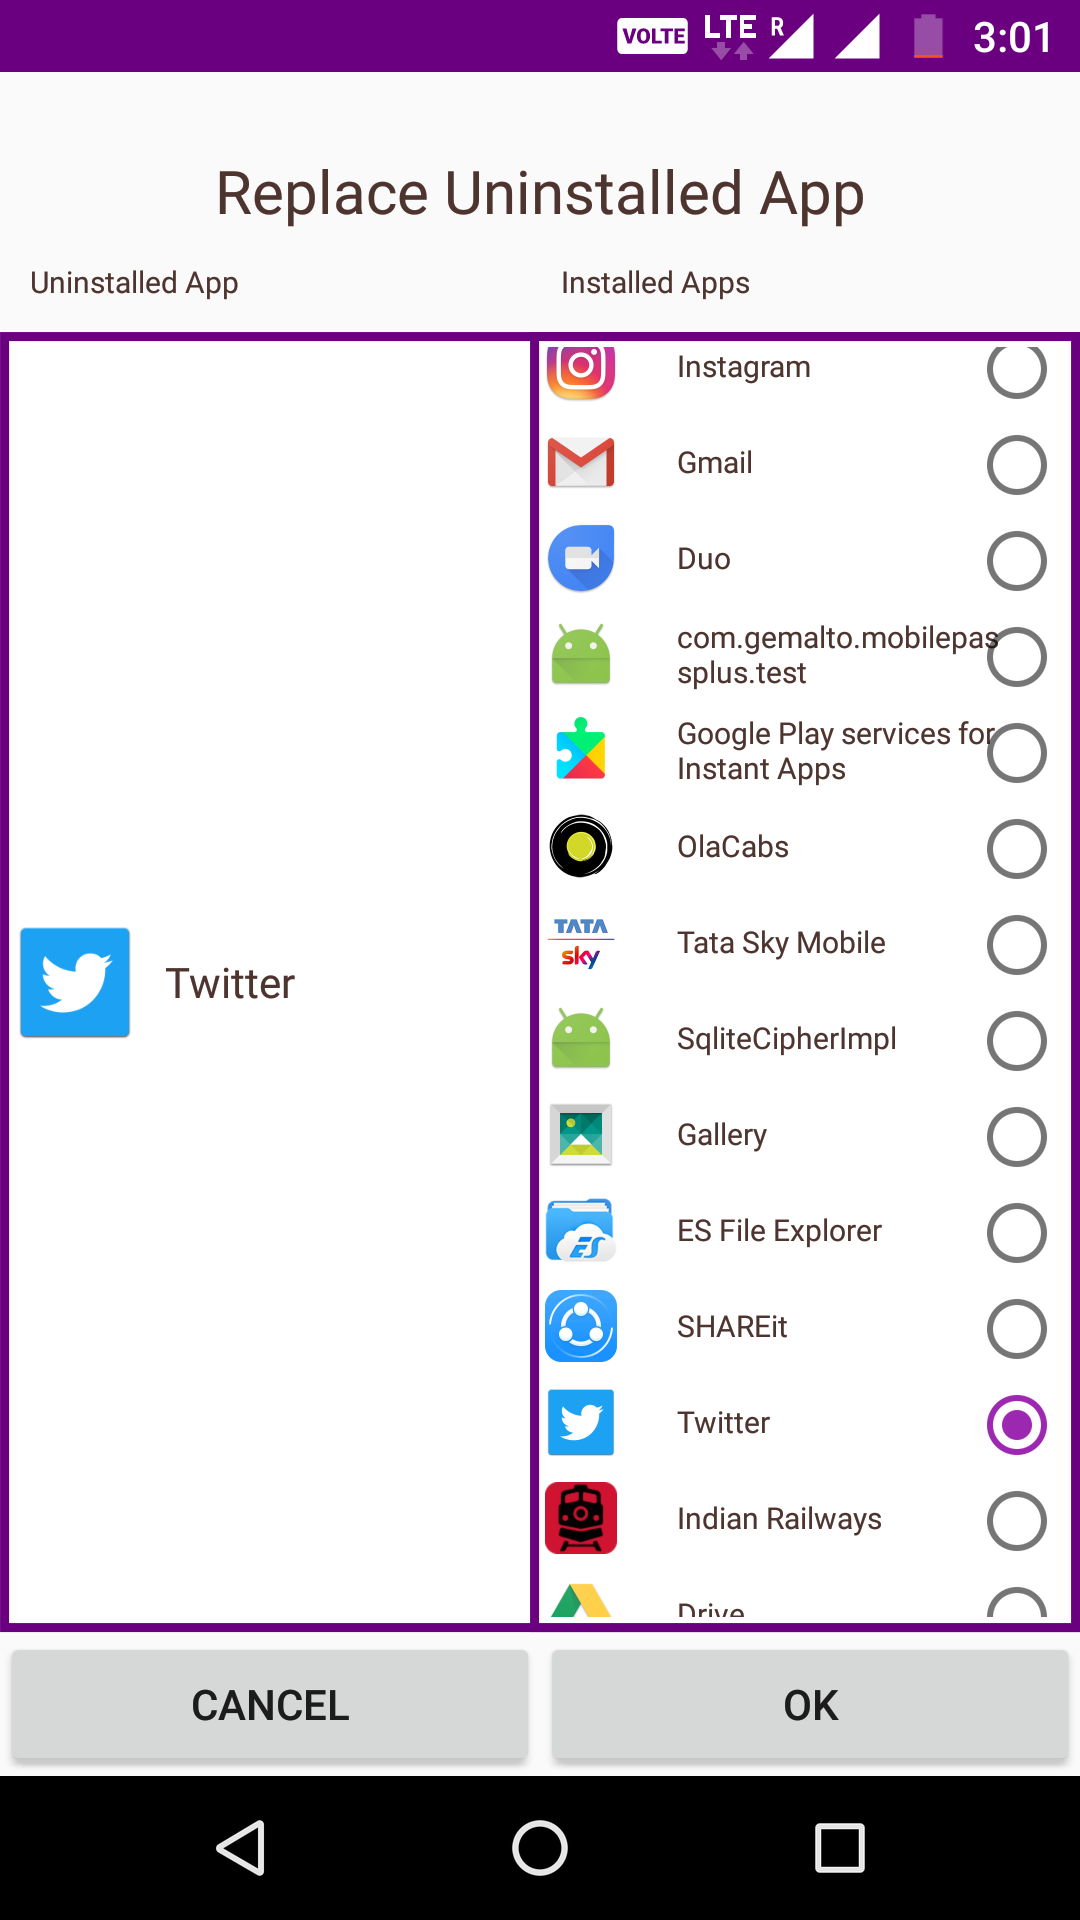 VOLTE LTE R 3:01
Replace Uninstalled App
Uninstalled App
Installed Apps
Twitter
Instagram
Gmail
Duo
com.gemalto.mobilepas
splus.test
Google Play services for
Instant Apps
OlaCabs
TATA
sky
Tata Sky Mobile
SqliteCipherImpl
Gallery
ES
ES File Explorer
SHAREit
Twitter
Indian Railways
Drive
CANCEL
OK